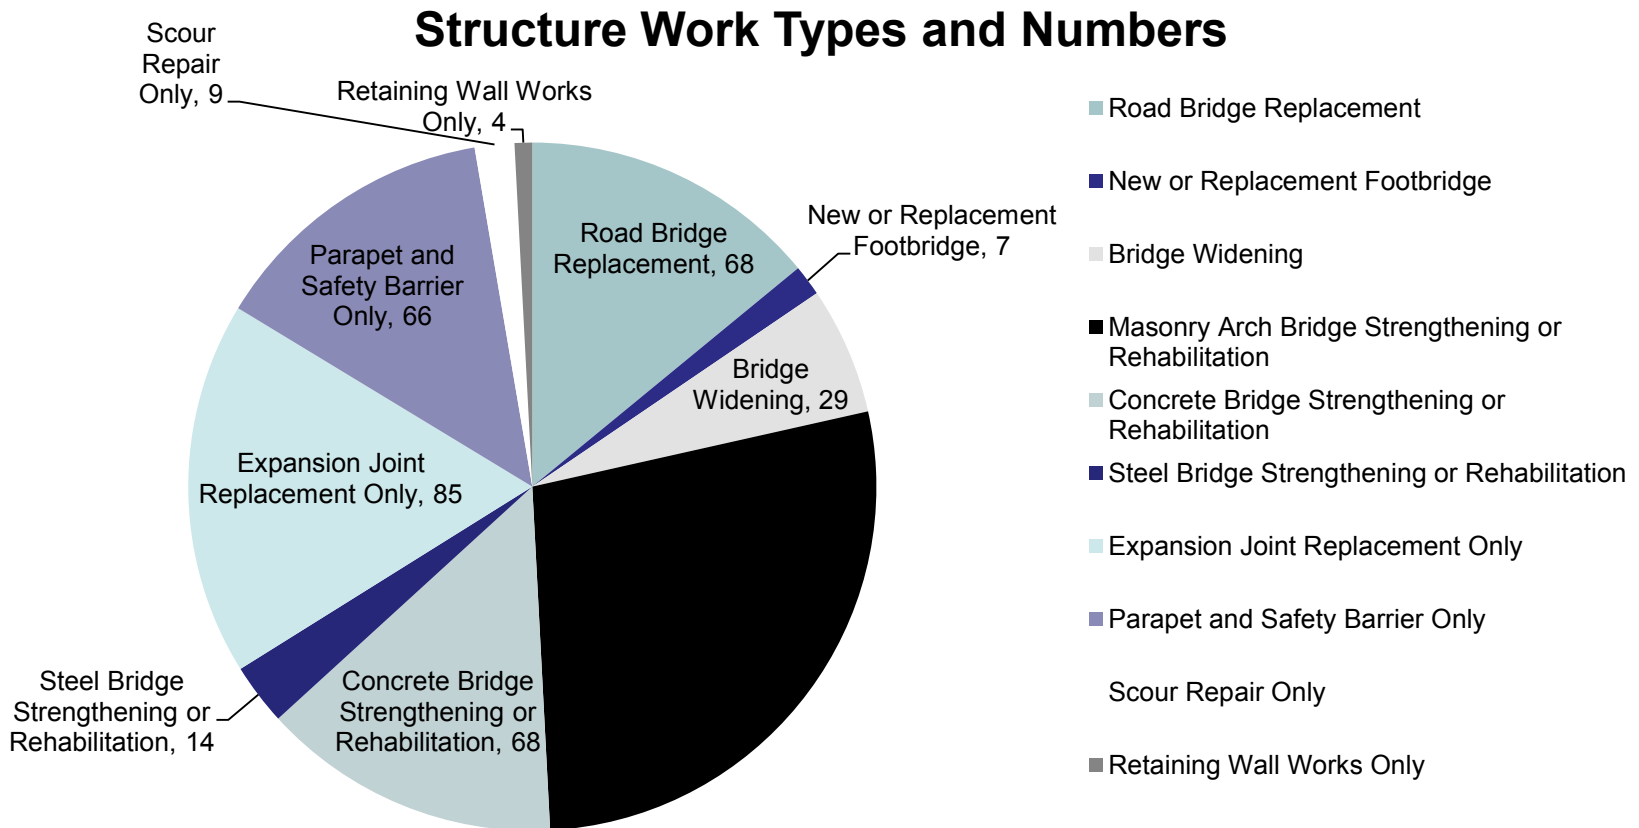 Structure Work Types and Numbers
Scour
Repair
Only, 9
Retaining Wall Works
Only, 4
Road Bridge
Replacement, 68
New or Replacement
Footbridge, 7
Bridge
Widening, 29
Parapet and
Safety Barrier
Only, 66
Expansion Joint
Replacement Only, 85
Steel Bridge
Strengthening or
Rehabilitation, 14
Concrete Bridge
Strengthening or
Rehabilitation, 68
Road Bridge Replacement
New or Replacement Footbridge
Bridge Widening
Masonry Arch Bridge Strengthening or
Rehabilitation
Concrete Bridge Strengthening or
Rehabilitation
Steel Bridge Strengthening or Rehabilitation
Expansion Joint Replacement Only
Parapet and Safety Barrier Only
Scour Repair Only
Retaining Wall Works Only